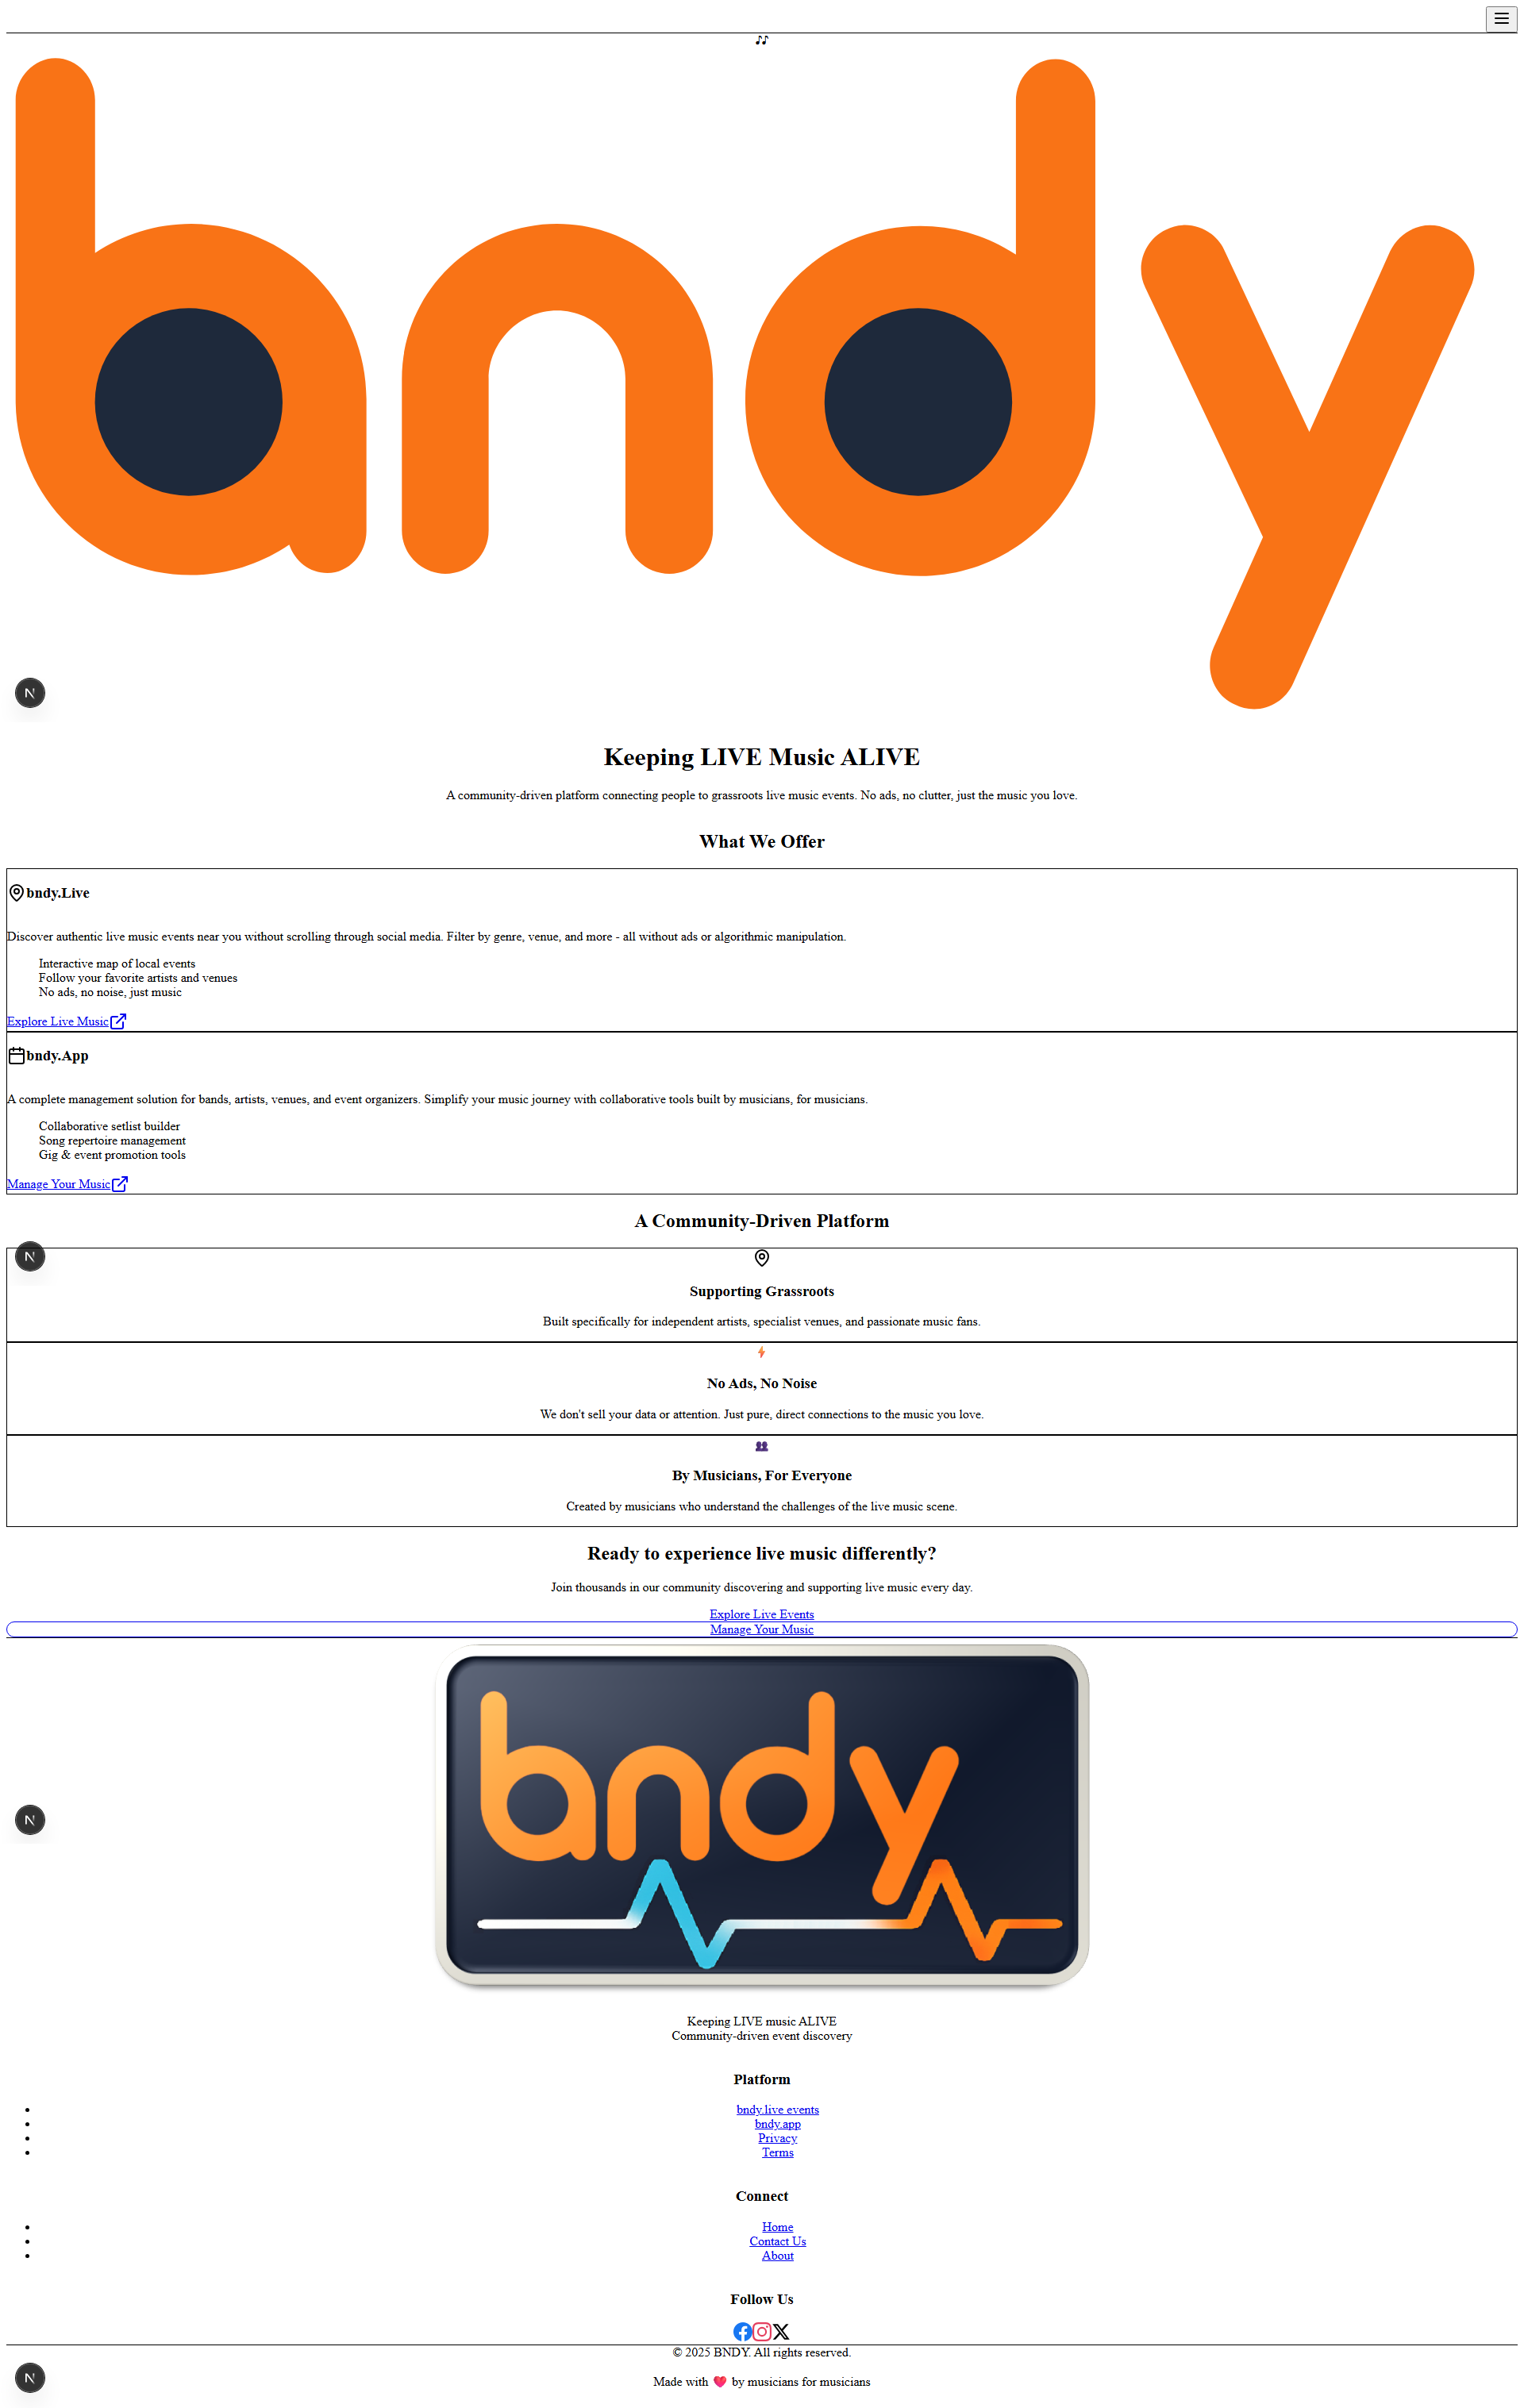 bndy
Keeping LIVE Music ALIVE
A community-driven platform connecting people to grassroots live music events. No ads, no clutter, just the music you love.
What We Offer
bndy.Live
Discover authentic live music events near you without scrolling through social media. Filter by genre, venue, and more - all without ads or algorithmic manipulation.
Interactive map of local events
Follow your favorite artists and venues
No ads, no noise, just music
Explore Live Music
bndy.App
A complete management solution for bands, artists, venues, and event organizers. Simplify your music journey with collaborative tools built by musicians, for musicians.
Collaborative setlist builder
Song repertoire management
Gig & event promotion tools
Manage Your Music
A Community-Driven Platform
Supporting Grassroots
Built specifically for independent artists, specialist venues, and passionate music fans.
No Ads, No Noise
We don't sell your data or attention. Just pure, direct connections to the music you love.
By Musicians, For Everyone
Created by musicians who understand the challenges of the live music scene.
Ready to experience live music differently?
Join thousands in our community discovering and supporting live music every day.
Explore Live Events
Manage Your Music
bndy
Keeping LIVE music ALIVE
Community-driven event discovery
Platform
bndy.live events
bndy.app
Privacy
Terms
Connect
Home
Contact Us
About
Follow Us
© 2025 BNDY. All rights reserved.
Made with ❤️ by musicians for musicians